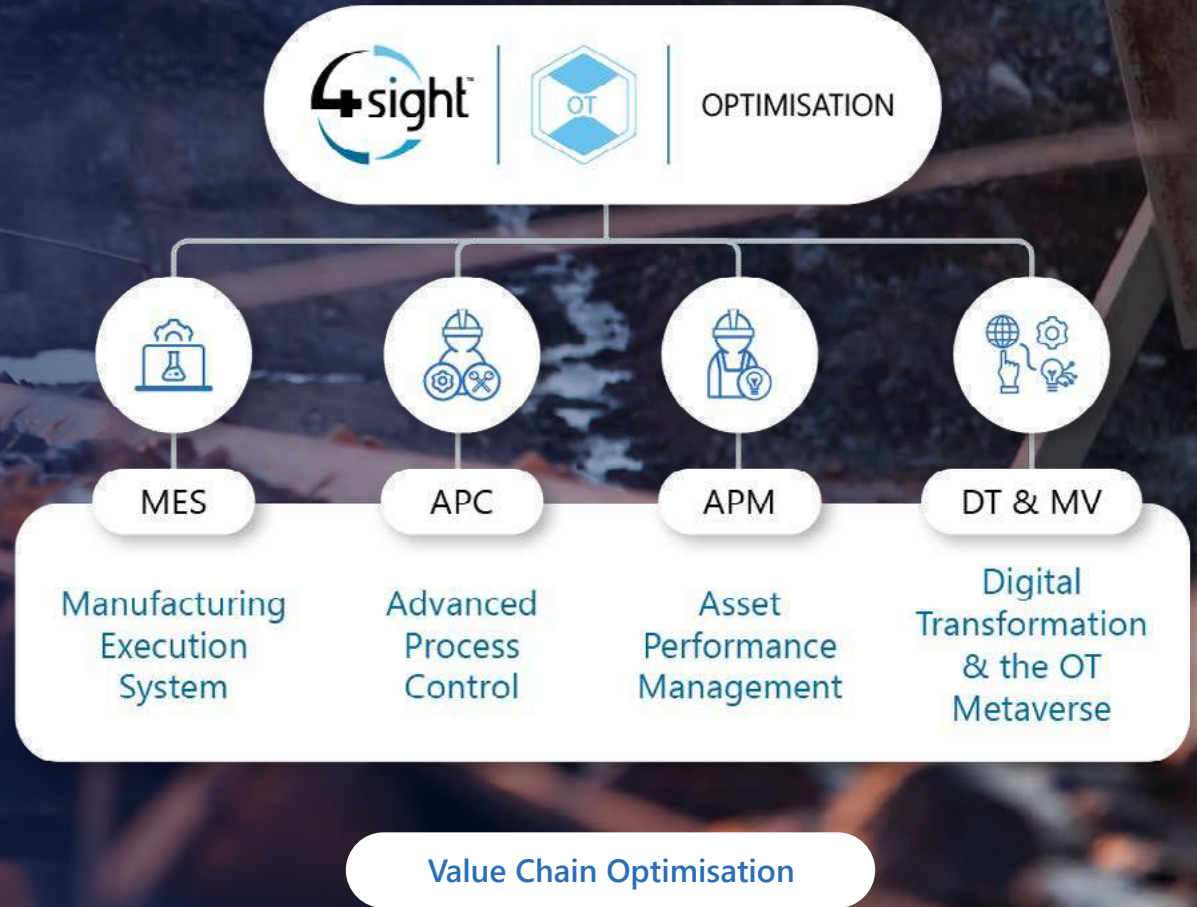 4sight™
OT
OPTIMISATION
MES
APC
APM
DT & MV
Manufacturing
Execution
System
Advanced
Process
Control
Asset
Performance
Management
Digital
Transformation
& the OT
Metaverse
Value Chain Optimisation